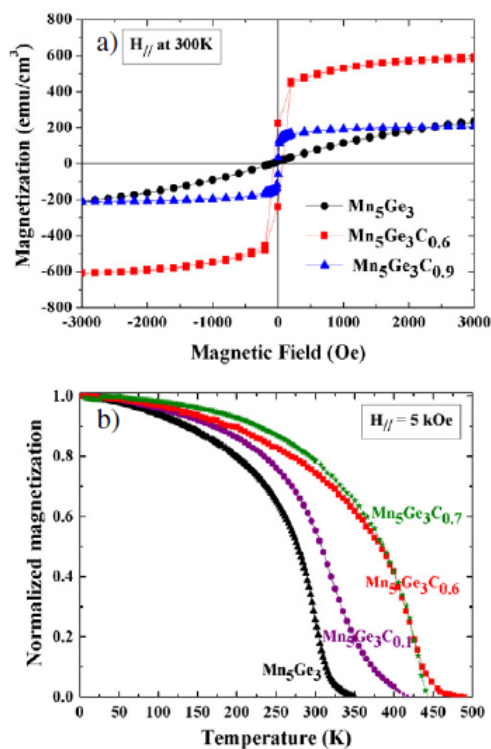 a)
H// at 300K
Magnetization (emu/cm³)
800
600
400
200
0
-200
-400
-600
-800
Mn₅Ge₃
Mn₅Ge₃C₀.₆
Mn₅Ge₃C₀.₉
-3000 -2000 -1000 0 1000 2000 3000
Magnetic Field (Oe)
b)
H// = 5 kOe
Normalized magnetization
1.0
0.8
0.6
0.4
0.2
0.0
Mn₅Ge₃C₀.₇
Mn₅Ge₃C₀.₆
Mn₅Ge₃C₀.₁
Mn₅Ge₃
0 25 50 75 100 150 200 250 300 350 400 450 500
Temperature (K)